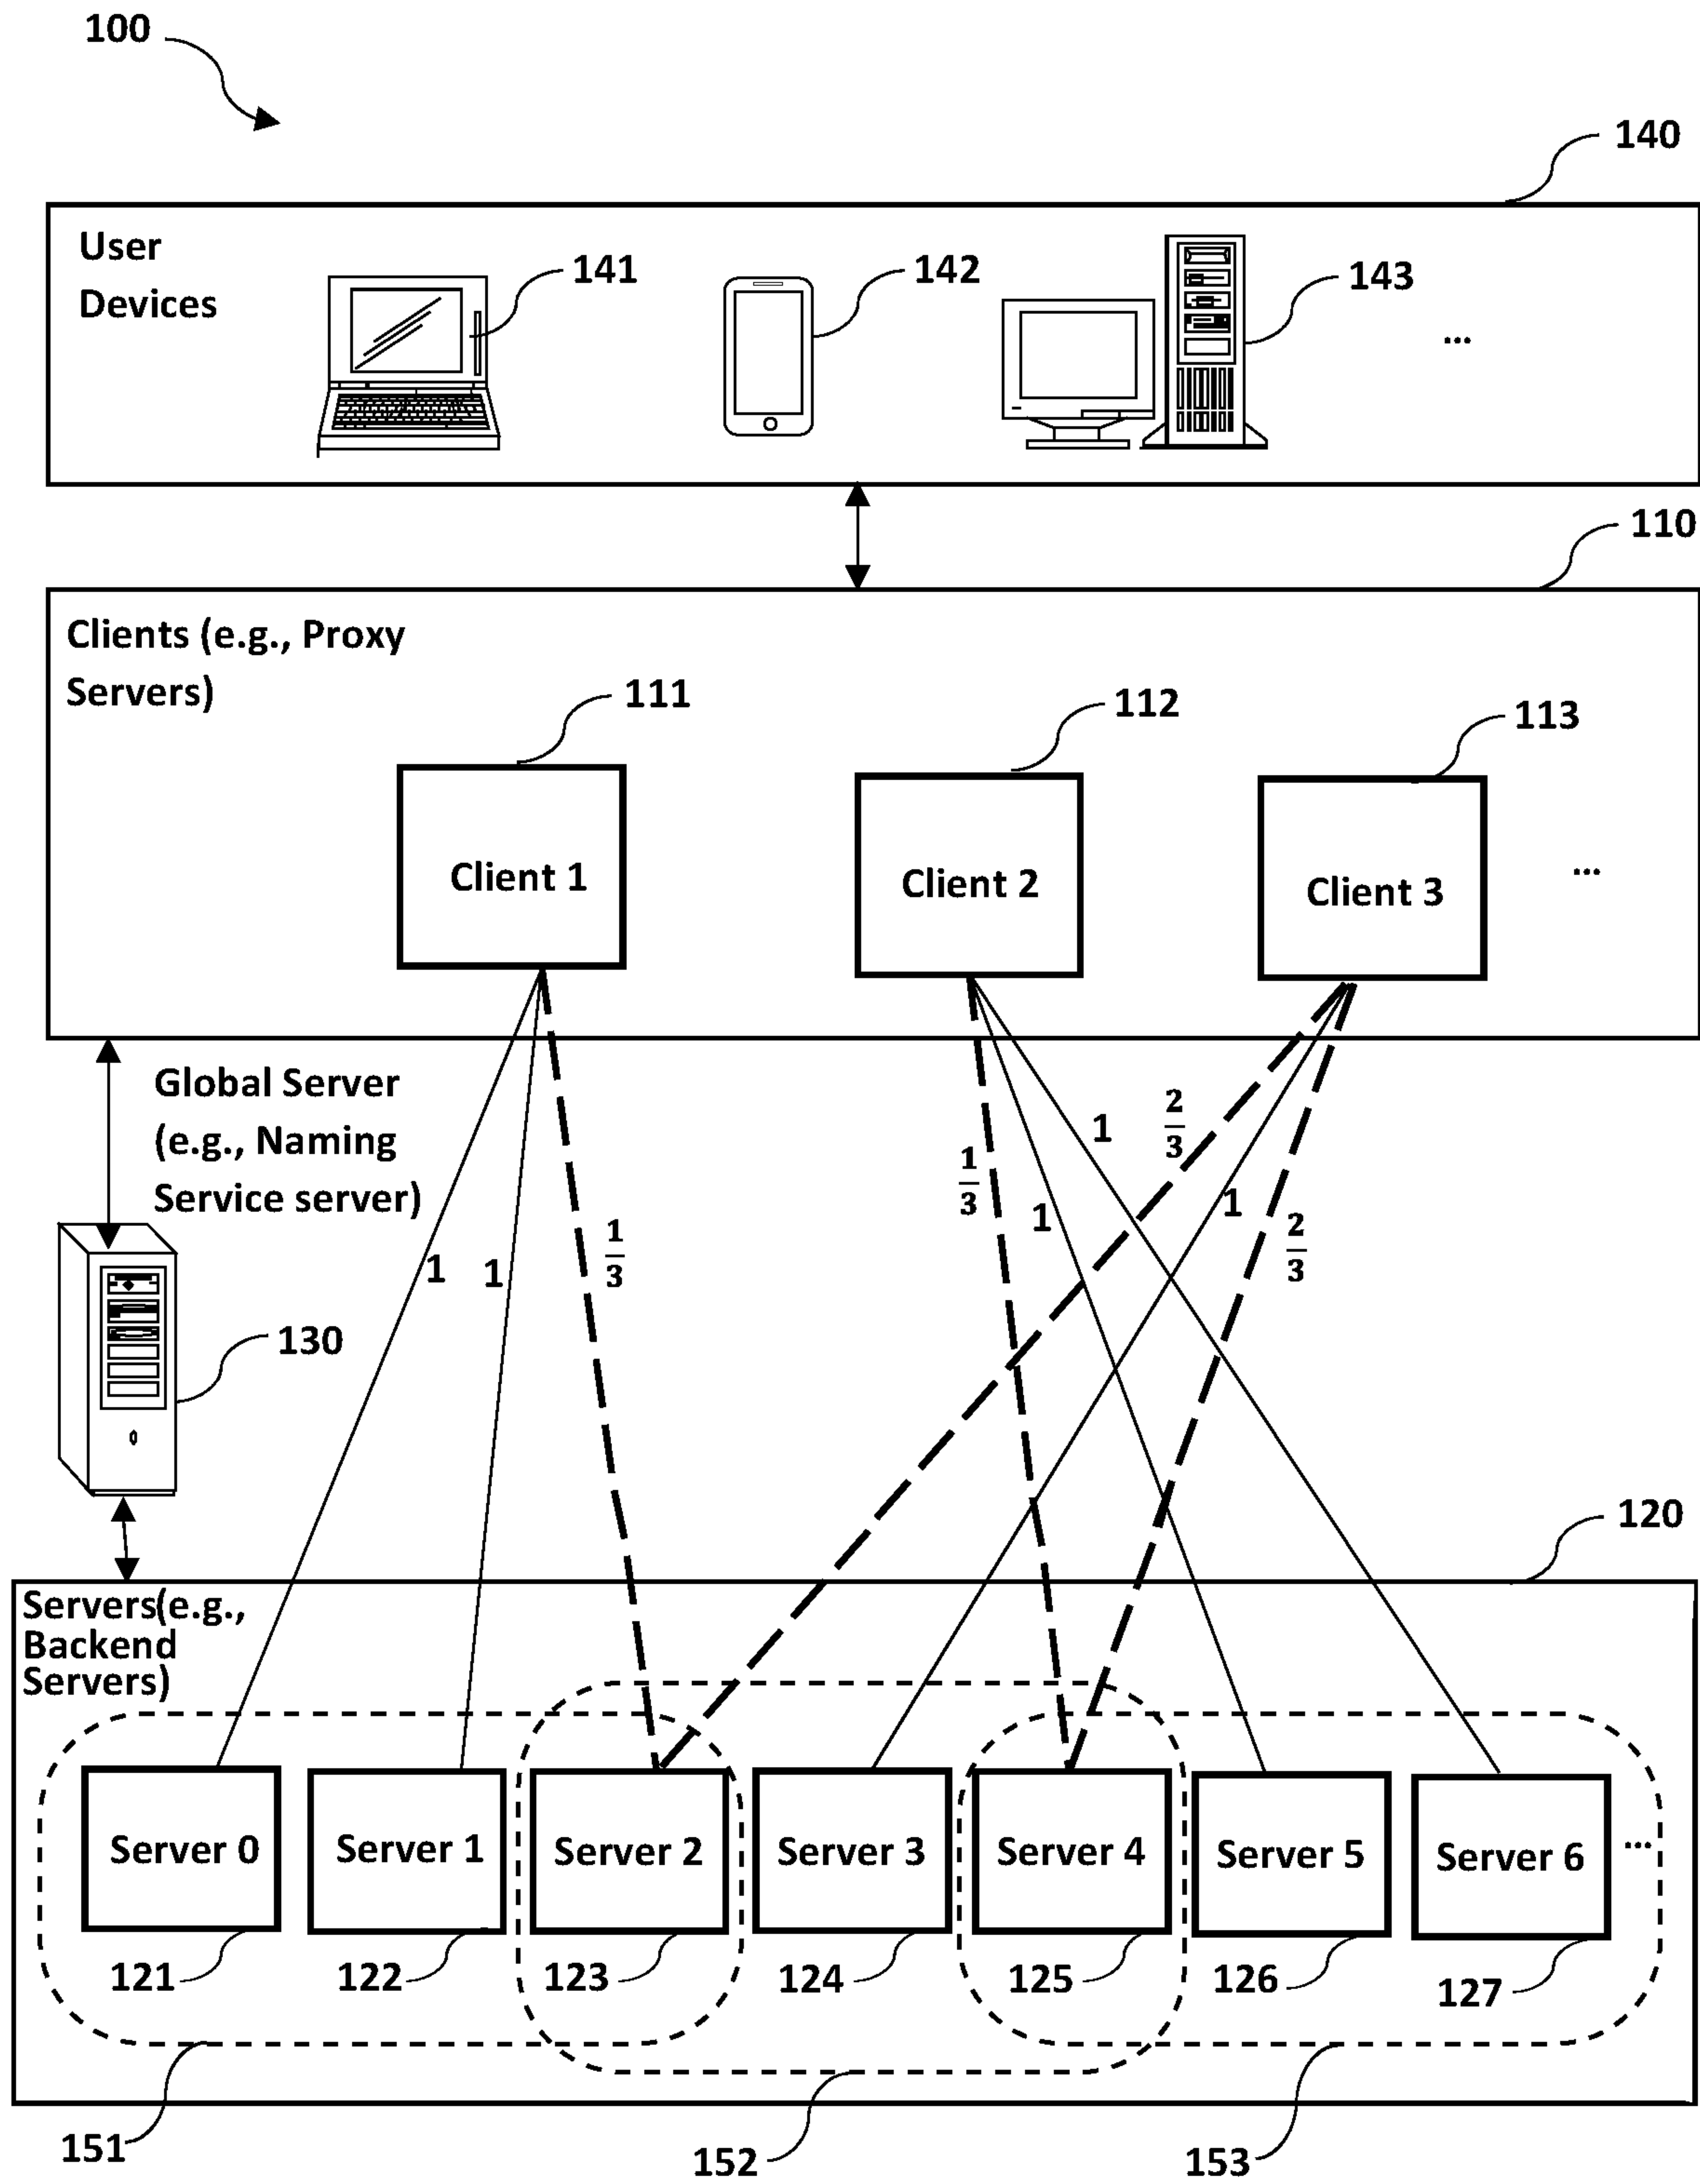 100
140
User
Devices
141
142
143
...
110
Clients (e.g., Proxy
Servers)
111
112
113
Client 1
Client 2
Client 3
...
Global Server
(e.g., Naming
Service server)
1
1
1/3
1/3
1
1
2/3
1
2/3
130
120
Servers(e.g.,
Backend
Servers)
Server 0
Server 1
Server 2
Server 3
Server 4
Server 5
Server 6
...
121
122
123
124
125
126
127
151
152
153